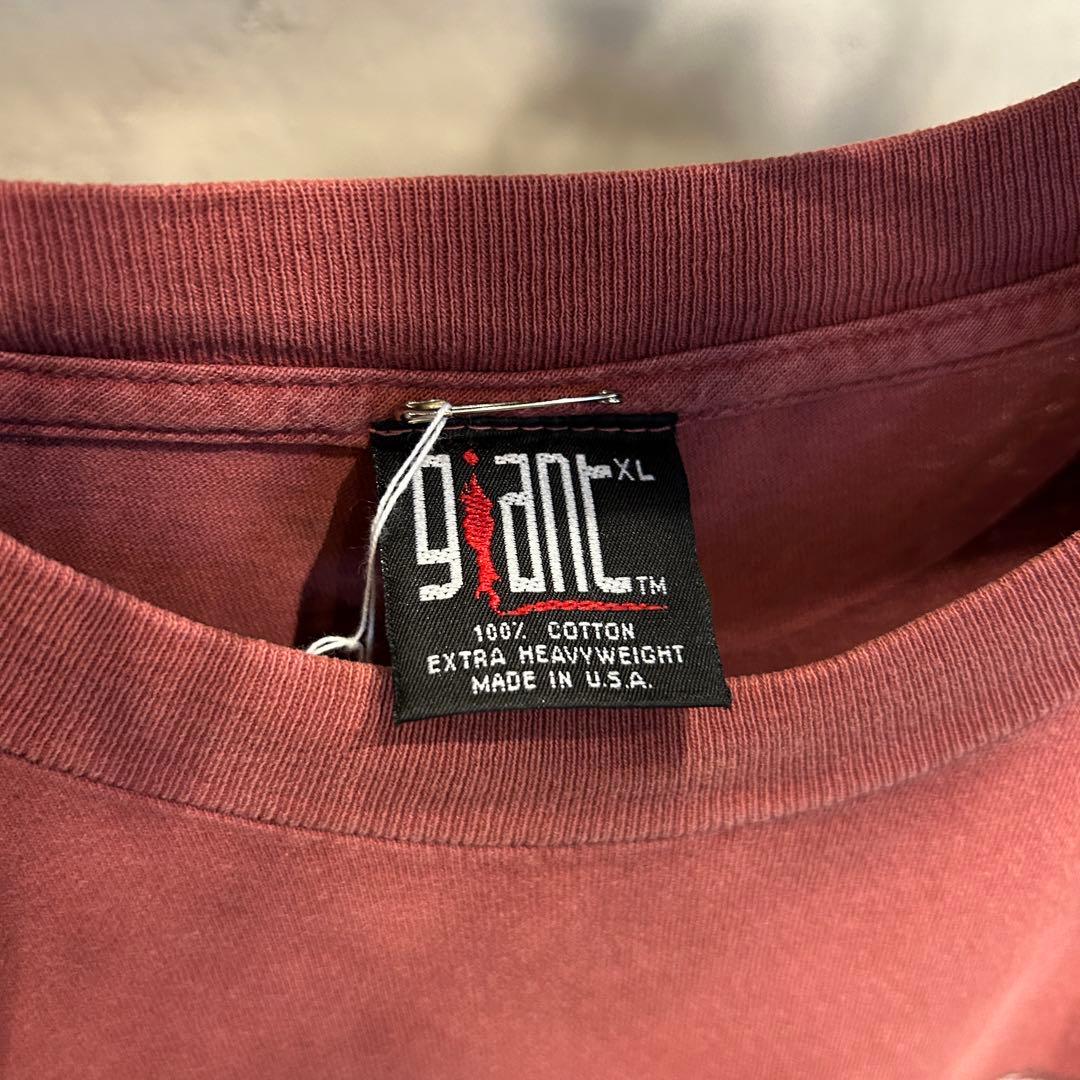 giant XL
TM
100% COTTON
EXTRA HEAVYWEIGHT
MADE IN U.S.A.